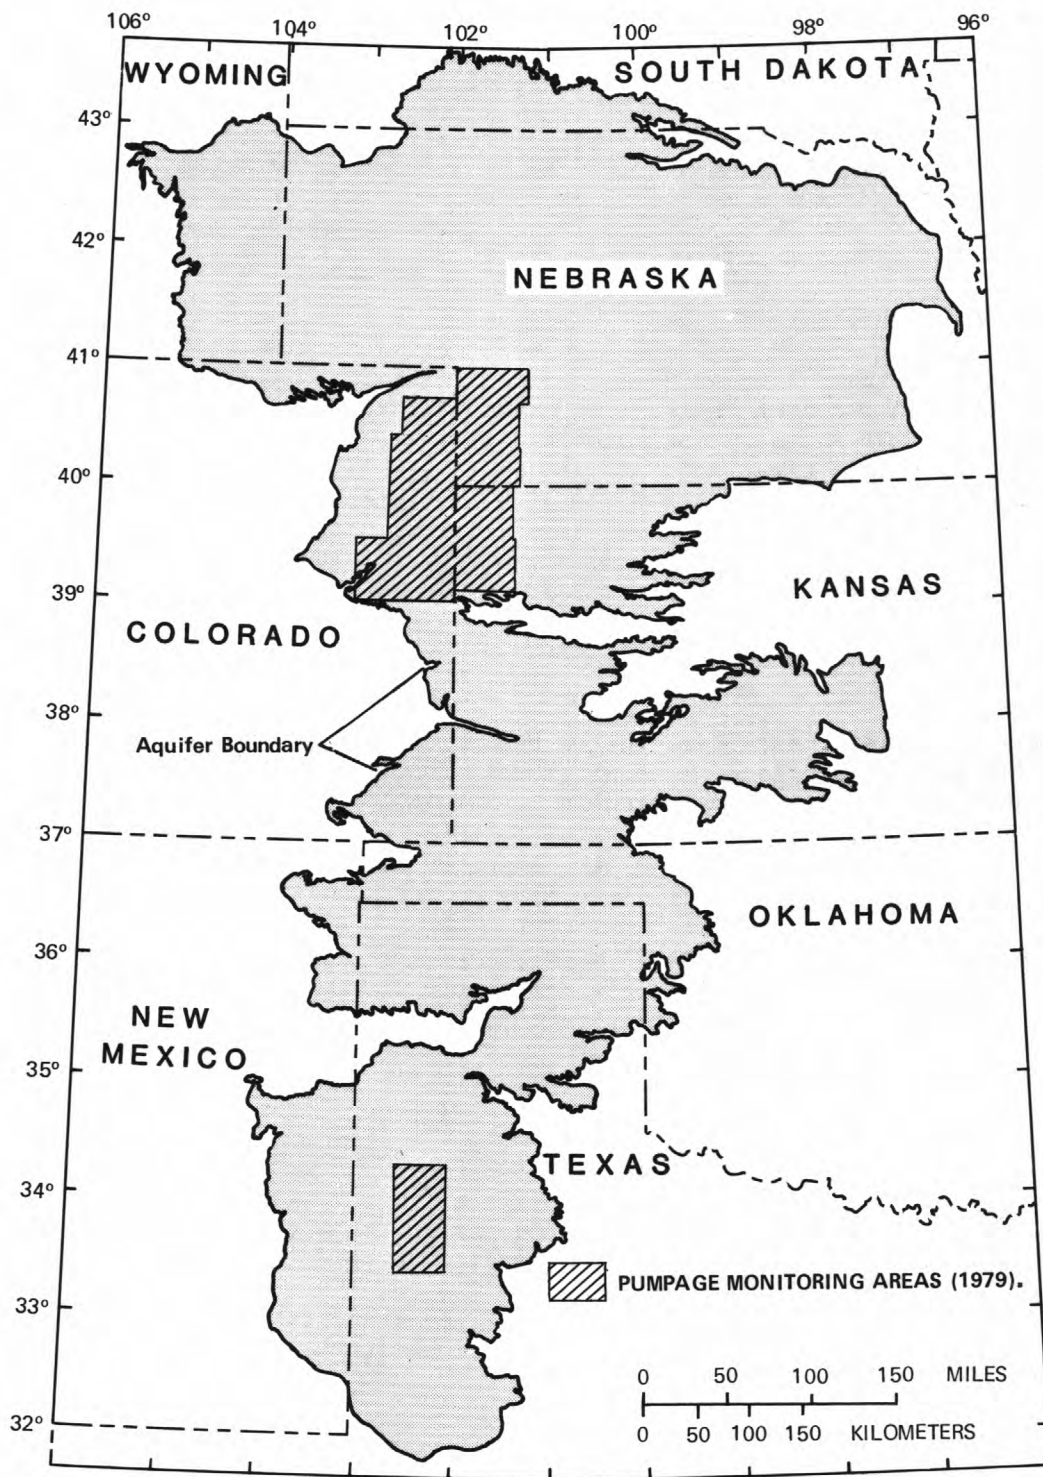 106° 104° 102° 100° 98° 96°
WYOMING
SOUTH DAKOTA
43°
42°
NEBRASKA
41°
40°
39°
KANSAS
COLORADO
38°
Aquifer Boundary
37°
OKLAHOMA
36°
NEW
MEXICO
35°
TEXAS
34°
PUMPAGE MONITORING AREAS (1979).
33°
0 50 100 150 MILES
32°
0 50 100 150 KILOMETERS